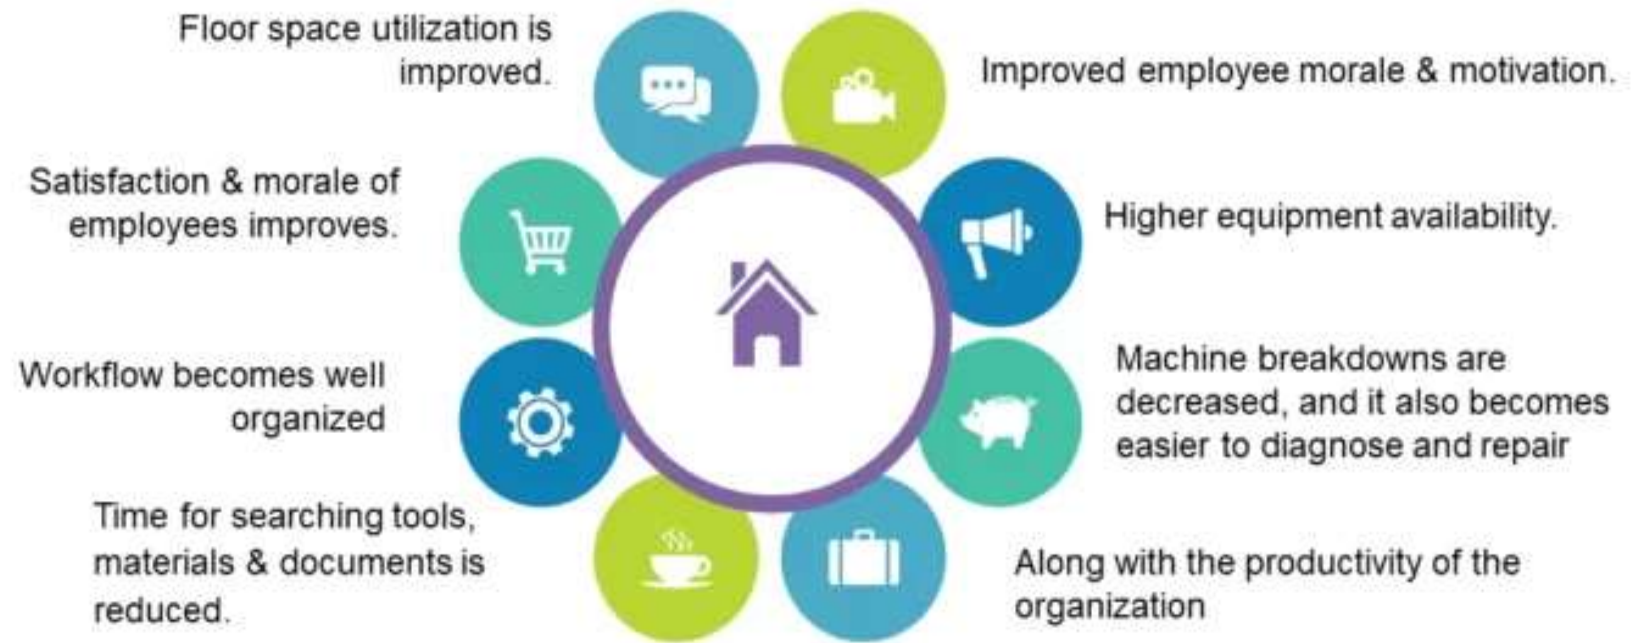 Floor space utilization is
improved.
Improved employee morale & motivation.
Satisfaction & morale of
employees improves.
Higher equipment availability.
Workflow becomes well
organized
Machine breakdowns are
decreased, and it also becomes
easier to diagnose and repair
Time for searching tools,
materials & documents is
reduced.
Along with the productivity of the
organization